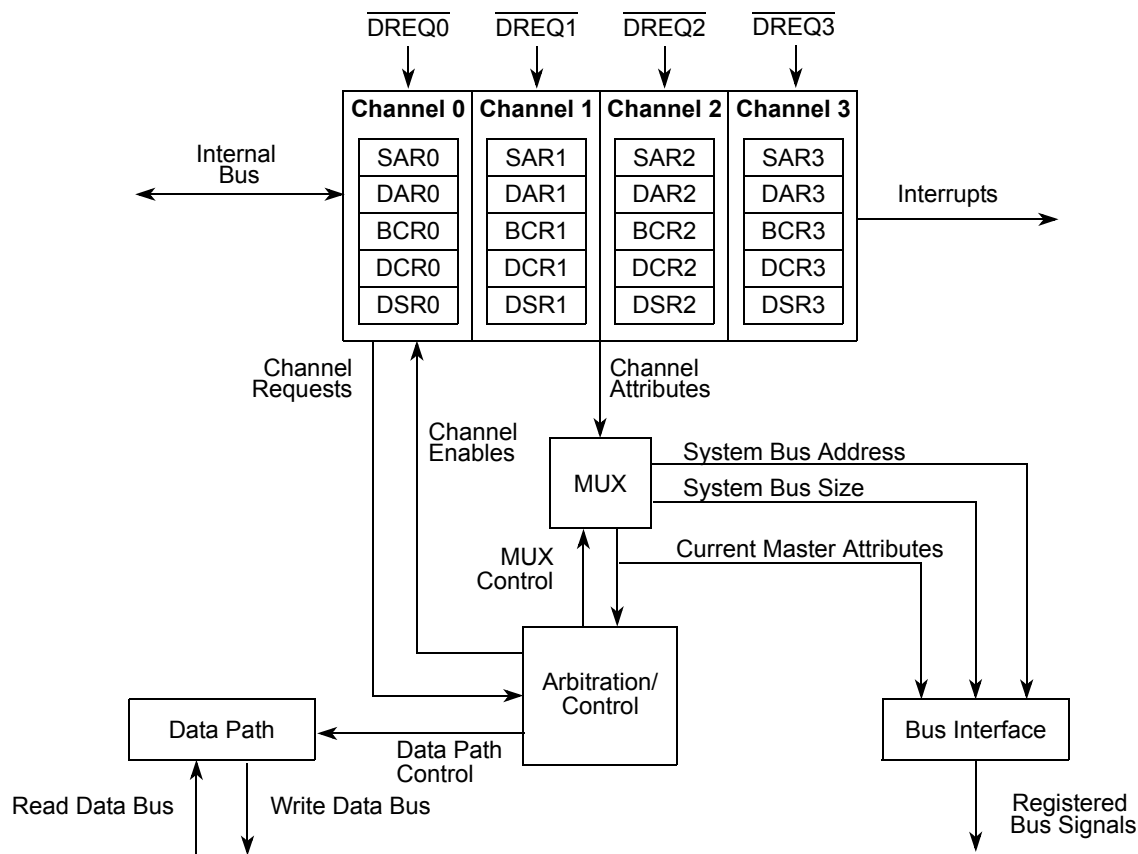 DREQ0 DREQ1 DREQ2 DREQ3
Channel 0 Channel 1 Channel 2 Channel 3
SAR0 SAR1 SAR2 SAR3
DAR0 DAR1 DAR2 DAR3
BCR0 BCR1 BCR2 BCR3
DCR0 DCR1 DCR2 DCR3
DSR0 DSR1 DSR2 DSR3
Internal
Bus
Interrupts
Channel
Requests
Channel
Enables
Channel
Attributes
MUX
System Bus Address
System Bus Size
Current Master Attributes
MUX
Control
Arbitration/
Control
Data Path
Data Path
Control
Bus Interface
Read Data Bus
Write Data Bus
Registered
Bus Signals